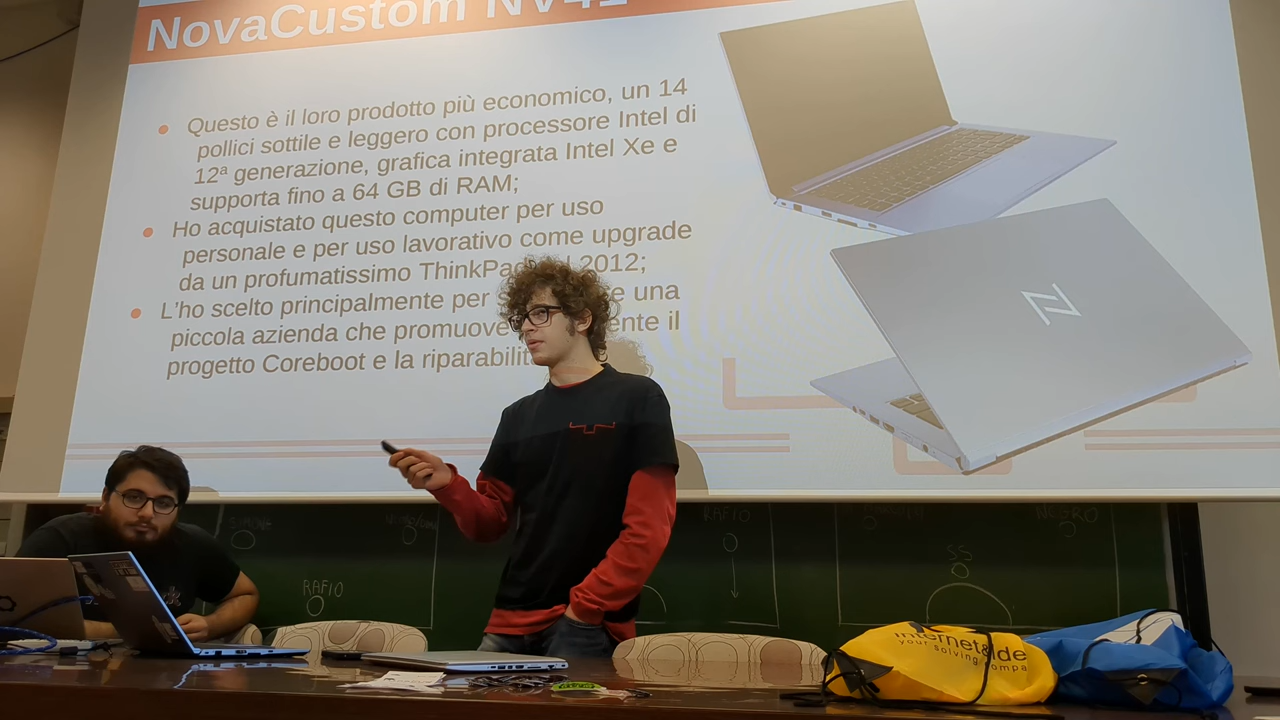 NovaCustom NV41
Questo è il loro prodotto più economico, un 14
pollici sottile e leggero con processore Intel di
12ª generazione, grafica integrata Intel Xe e
supporta fino a 64 GB di RAM;
Ho acquistato questo computer per uso
personale e per uso lavorativo come upgrade
da un profumatissimo 2012;
L'ho scelto principalmente per una
piccola azienda che promuove il
progetto Coreboot e la
SIMONE
RAFIO
NEGRO
SS
RAFIO
your solving